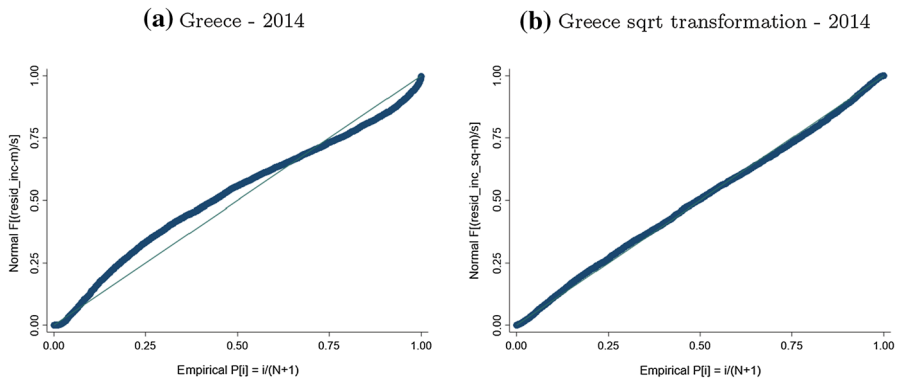 (a) Greece - 2014
1.00
0.75
0.50
0.25
0.00
Normal F[(resid_inc-m)/s]
0.00 0.25 0.50 0.75 1.00
Empirical P[i] = i/(N+1)
(b) Greece sqrt transformation - 2014
1.00
0.75
0.50
0.25
0.00
Normal F[(resid_inc_sq-m)/s]
0.00 0.25 0.50 0.75 1.00
Empirical P[i] = i/(N+1)